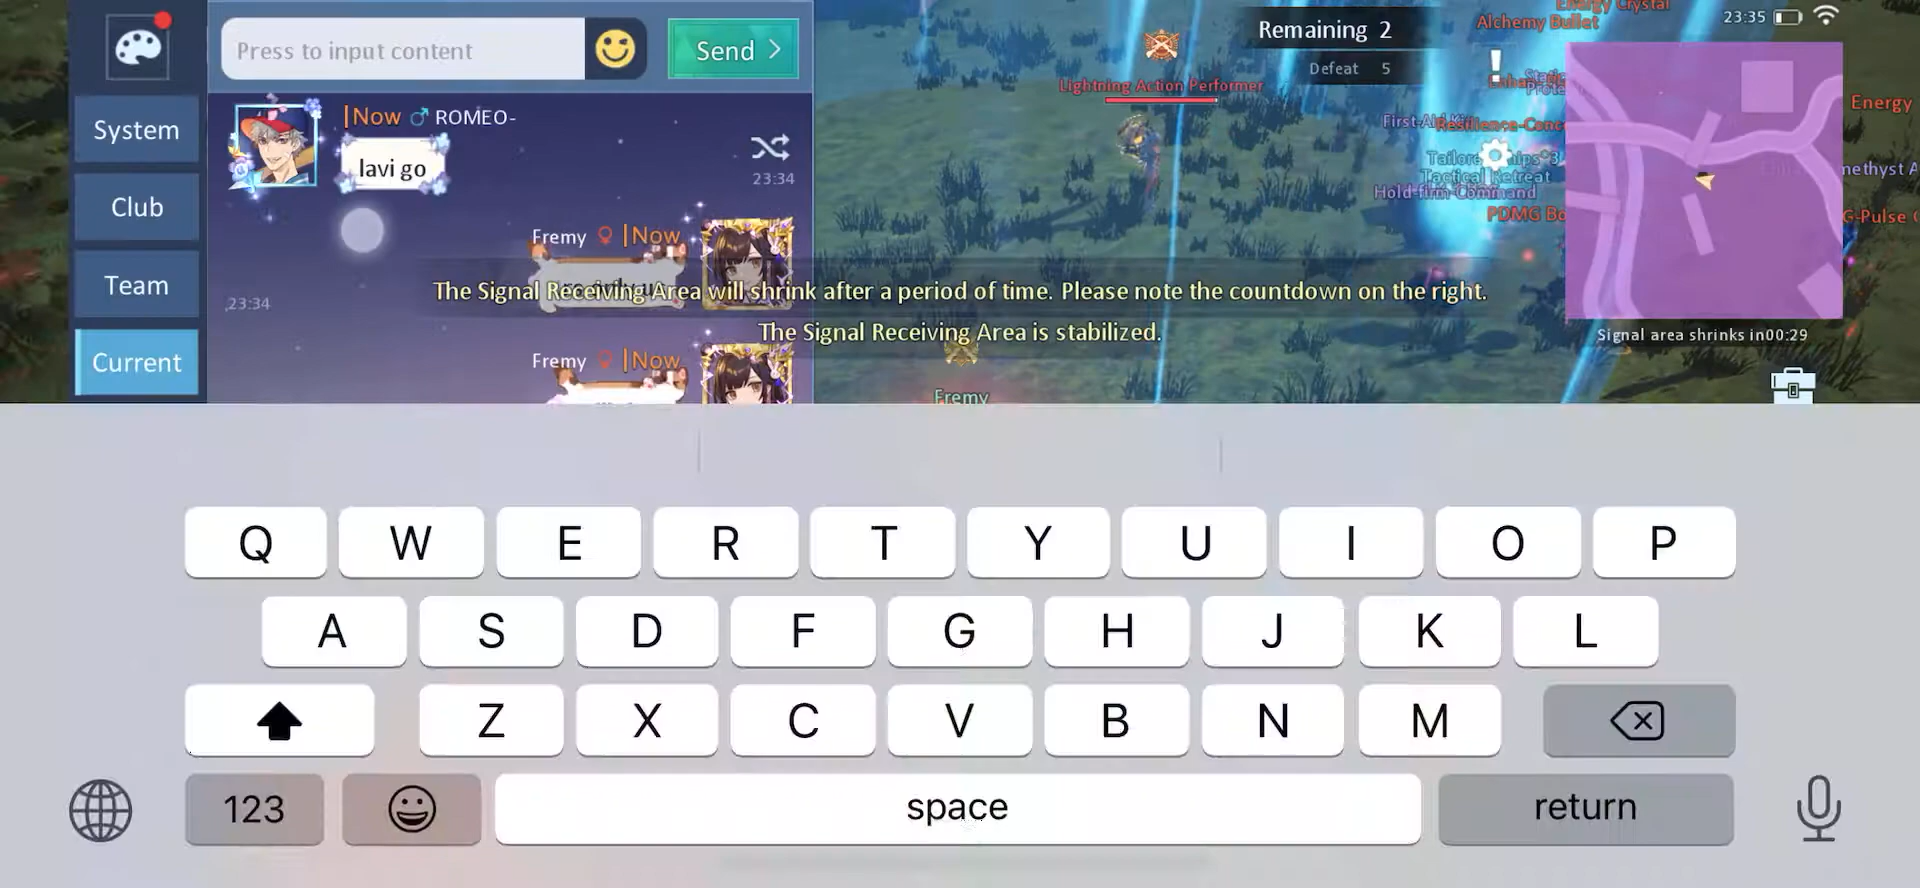 Press to input content
Send
System
Club
Team
Current
|Now ♂ ROMEO-
lavi go
23:34
Fremy ♀ |Now
23:34
Fremy ♀ |Now
The Signal Receiving Area will shrink after a period of time. Please note the countdown on the right.
The Signal Receiving Area is stabilized.
Fremy
Lightning Action Performer
Remaining 2
Defeat 5
Energy Crystal
Alchemy Bullet
23:35
Energy
Tactical Retreat
Hold-firm-Command
PDMG
Signal area shrinks in00:29
Q W E R T Y U I O P
A S D F G H J K L
Z X C V B N M
123
space
return